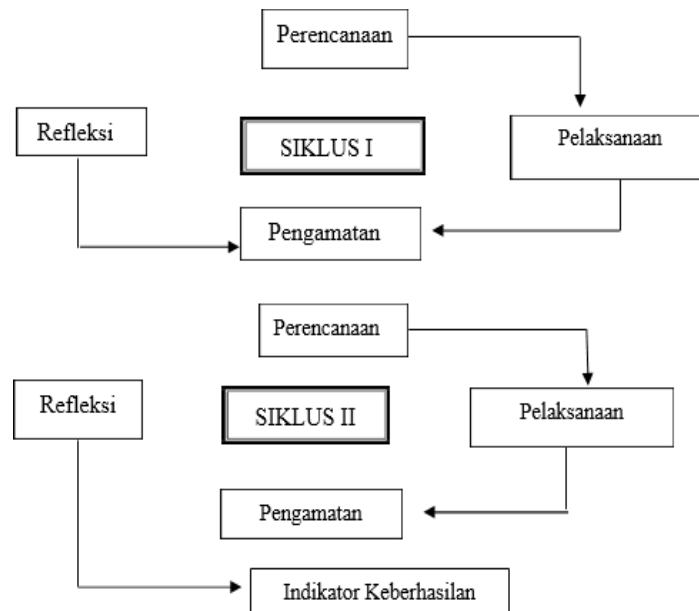 Perencanaan
Refleksi
SIKLUS I
Pelaksanaan
Pengamatan
Perencanaan
Refleksi
SIKLUS II
Pelaksanaan
Pengamatan
Indikator Keberhasilan